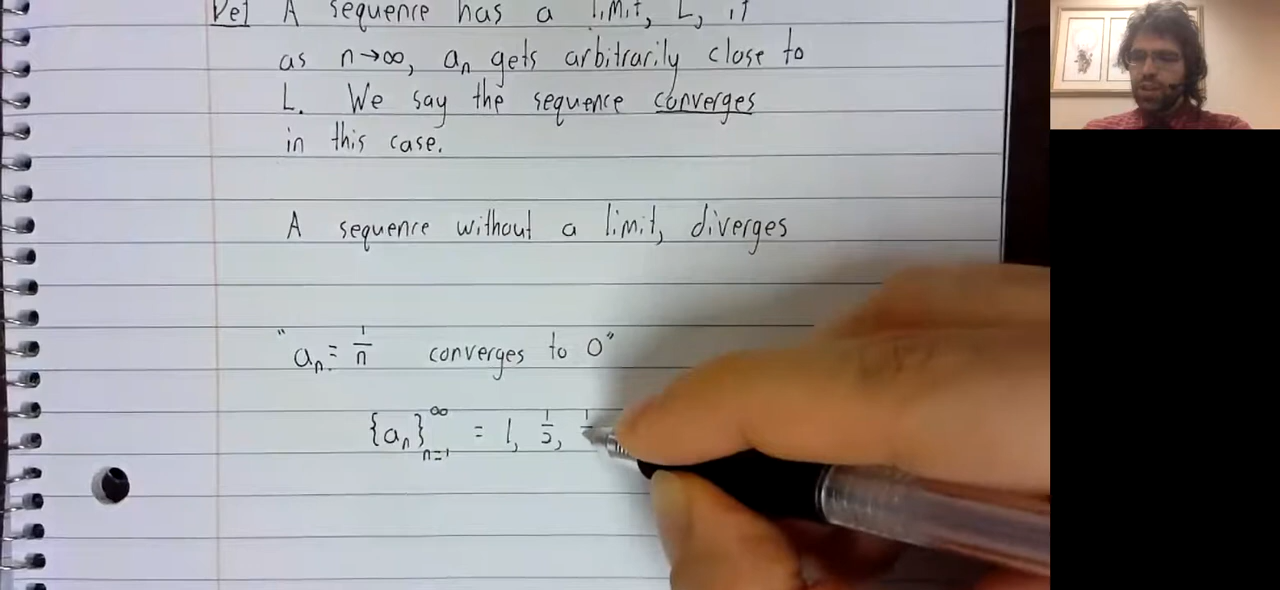 Def A sequence has a limit, L, if
as n→∞, aₙ gets arbitrarily close to
L. We say the sequence converges
in this case.
A sequence without a limit, diverges
"aₙ = 1/n converges to 0"
{aₙ}_{n=1}^∞ = 1, 1/2, 1